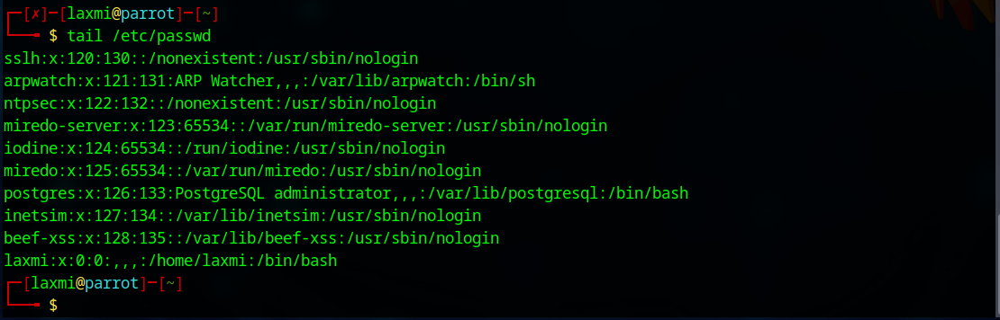 ┌─[✗]─[laxmi@parrot]─[~]
└──╼ $ tail /etc/passwd
sslh:x:120:130::/nonexistent:/usr/sbin/nologin
arpwatch:x:121:131:ARP Watcher,,,:/var/lib/arpwatch:/bin/sh
ntpsec:x:122:132::/nonexistent:/usr/sbin/nologin
miredo-server:x:123:65534::/var/run/miredo-server:/usr/sbin/nologin
iodine:x:124:65534::/run/iodine:/usr/sbin/nologin
miredo:x:125:65534::/var/run/miredo:/usr/sbin/nologin
postgres:x:126:133:PostgreSQL administrator,,,:/var/lib/postgresql:/bin/bash
inetsim:x:127:134::/var/lib/inetsim:/usr/sbin/nologin
beef-xss:x:128:135::/var/lib/beef-xss:/usr/sbin/nologin
laxmi:x:0:0:,,,:/home/laxmi:/bin/bash
┌─[laxmi@parrot]─[~]
└──╼ $